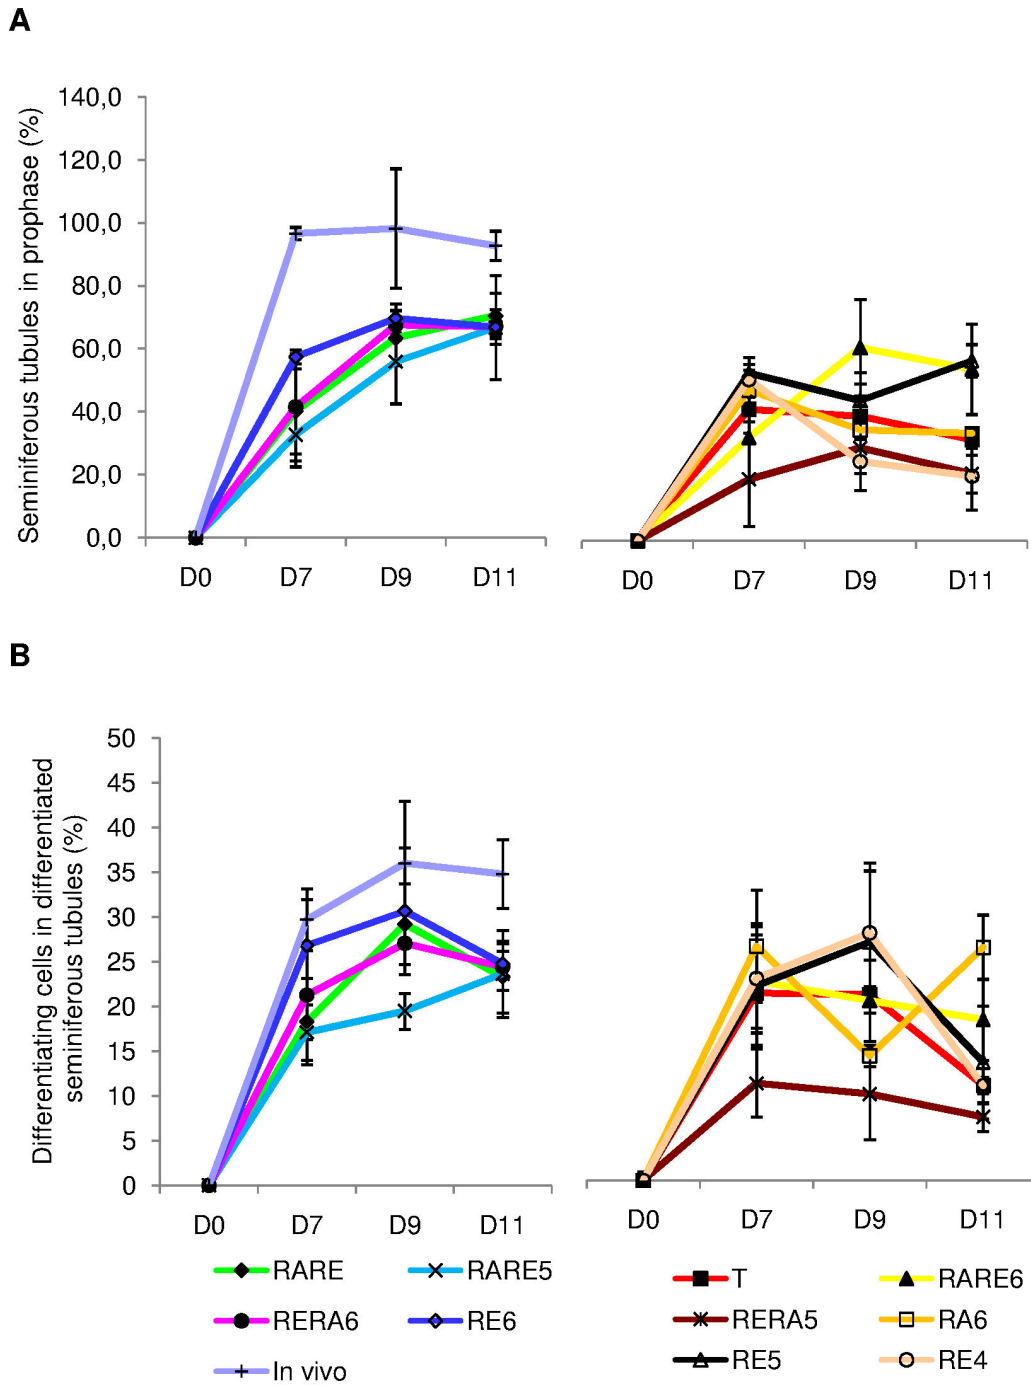 A
Seminiferous tubules in prophase (%)
140,0
120,0
100,0
80,0
60,0
40,0
20,0
0,0
D0 D7 D9 D11
D0 D7 D9 D11
B
Differentiating cells in differentiated
seminiferous tubules (%)
50
45
40
35
30
25
20
15
10
5
0
D0 D7 D9 D11
D0 D7 D9 D11
RARE RARE5
RERA6 RE6
In vivo
T RARE6
RERA5 RA6
RE5 RE4